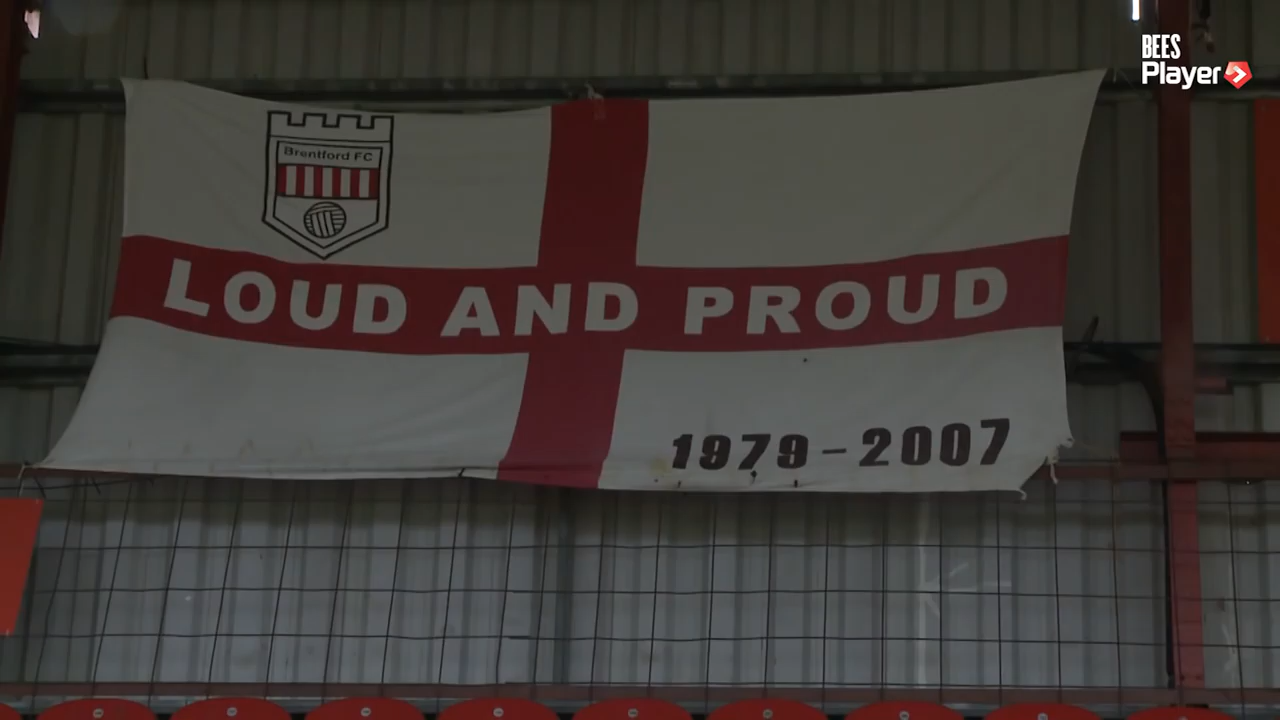 BEES
Player
Brentford FC
LOUD AND PROUD
1979-2007